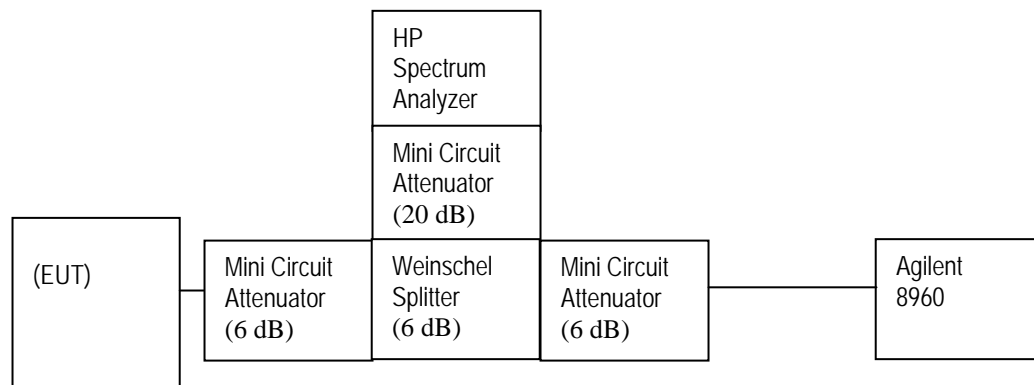 HP
Spectrum
Analyzer
Mini Circuit
Attenuator
(20 dB)
(EUT)
Mini Circuit
Attenuator
(6 dB)
Weinschel
Splitter
(6 dB)
Mini Circuit
Attenuator
(6 dB)
Agilent
8960